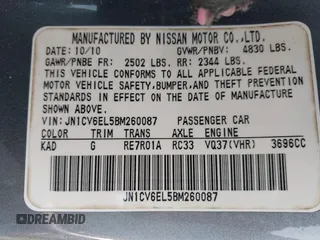 MANUFACTURED BY NISSAN MOTOR CO.,LTD.
DATE: 10/10 GVWR/PNBV: 4830 LBS.
GAWR/PNBE FR: 2502 LBS. RR: 2344 LBS.
THIS VEHICLE CONFORMS TO ALL APPLICABLE FEDERAL
MOTOR VEHICLE SAFETY,BUMPER,AND THEFT PREVENTION
STANDARDS IN EFFECT ON THE DATE OF MANUFACTURE
SHOWN ABOVE.
VIN: JN1CV6EL5BM260087 PASSENGER CAR
COLOR TRIM TRANS AXLE ENGINE
KAD G RE7R01A RC33 VQ37(VHR) 3696CC
JN1CV6EL5BM260087
DREAMBID